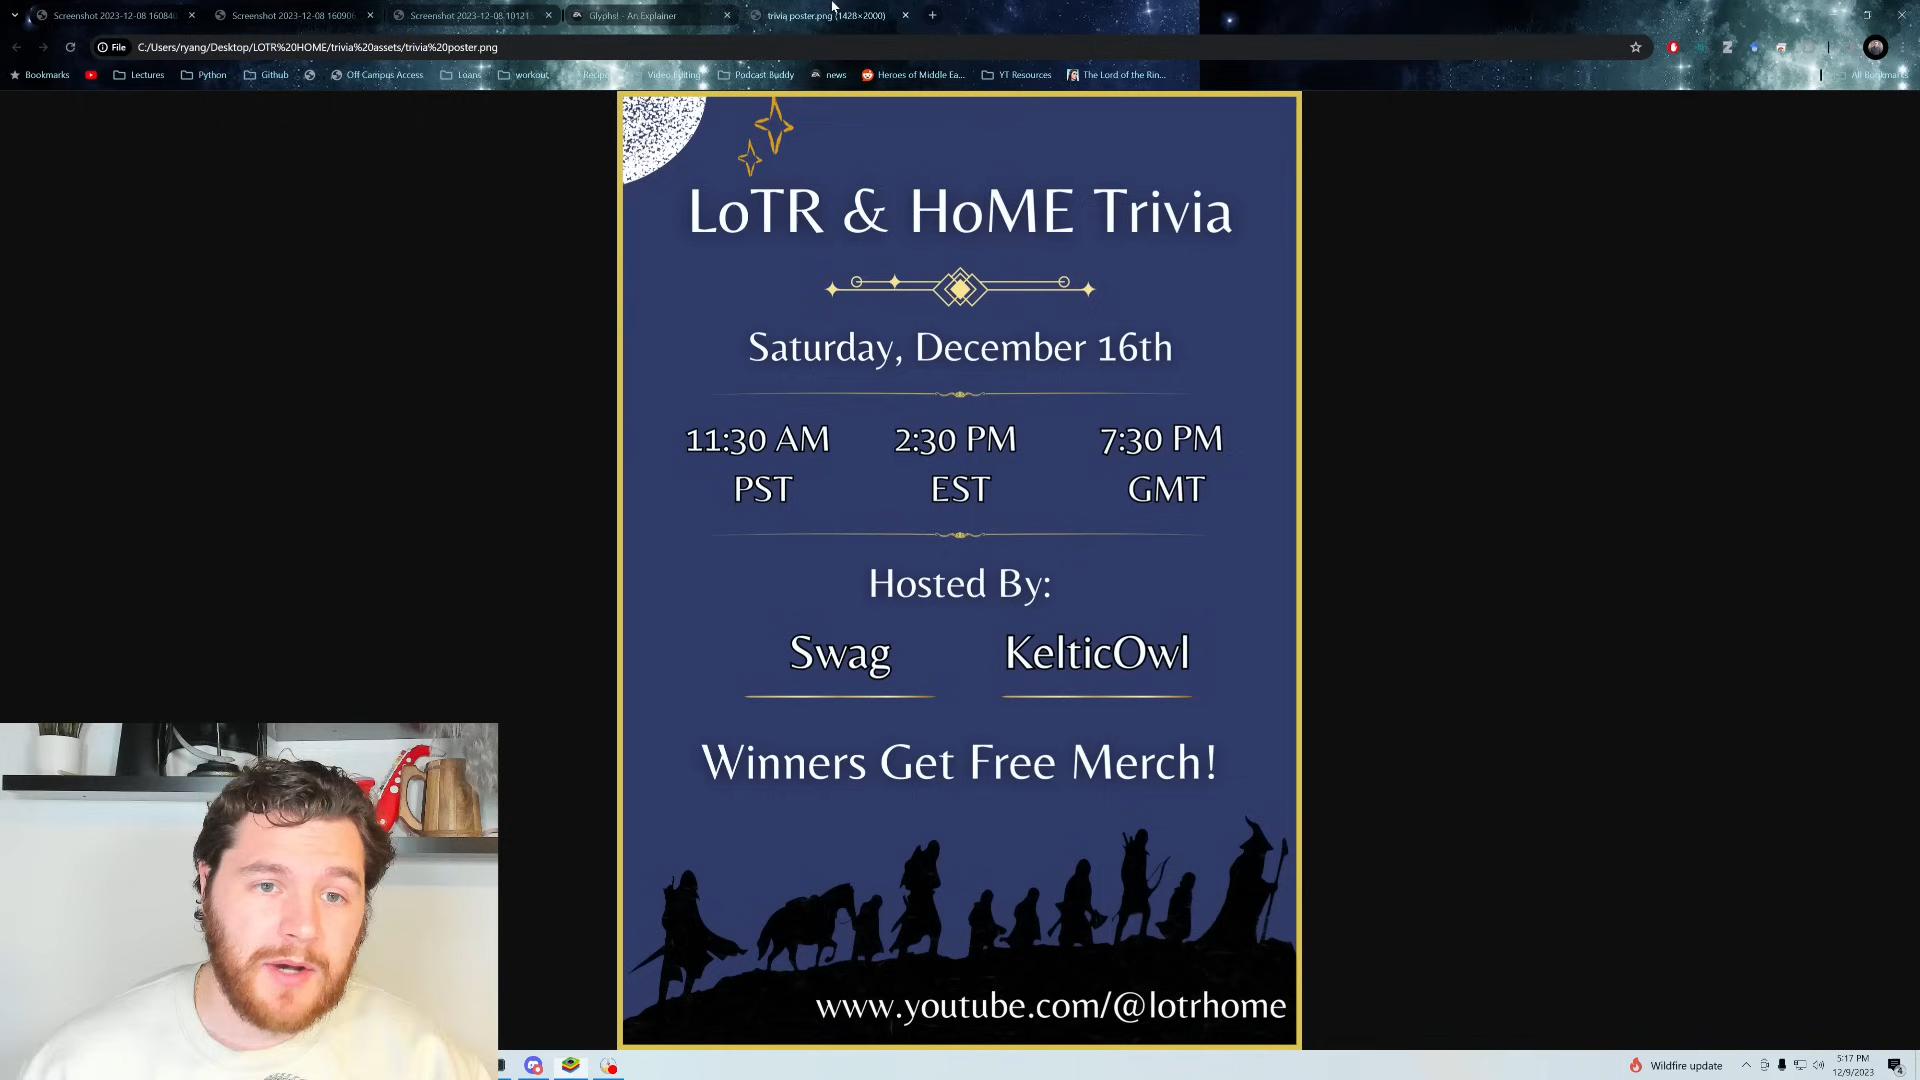 Screenshot 2023-12-08 16084
Screenshot 2023-12-08 160906
Screenshot 2023-12-08 10121
Glyphs! - An Explainer
trivia poster.png (1428×2000)
File
C:/Users/ryang/Desktop/LOTR%20HOME/trivia%20assets/trivia%20poster.png
Bookmarks
Lectures
Python
Github
Off Campus Access
Loans
workout
Recipe
Video Editing
Podcast Buddy
news
Heroes of Middle Ea...
YT Resources
The Lord of the Rin...
All Bookmarks
LoTR & HoME Trivia
Saturday, December 16th
11:30 AM 2:30 PM 7:30 PM
PST EST GMT
Hosted By:
Swag KelticOwl
Winners Get Free Merch!
www.youtube.com/@lotrhome
Wildfire update
5:17 PM
12/9/2023
4